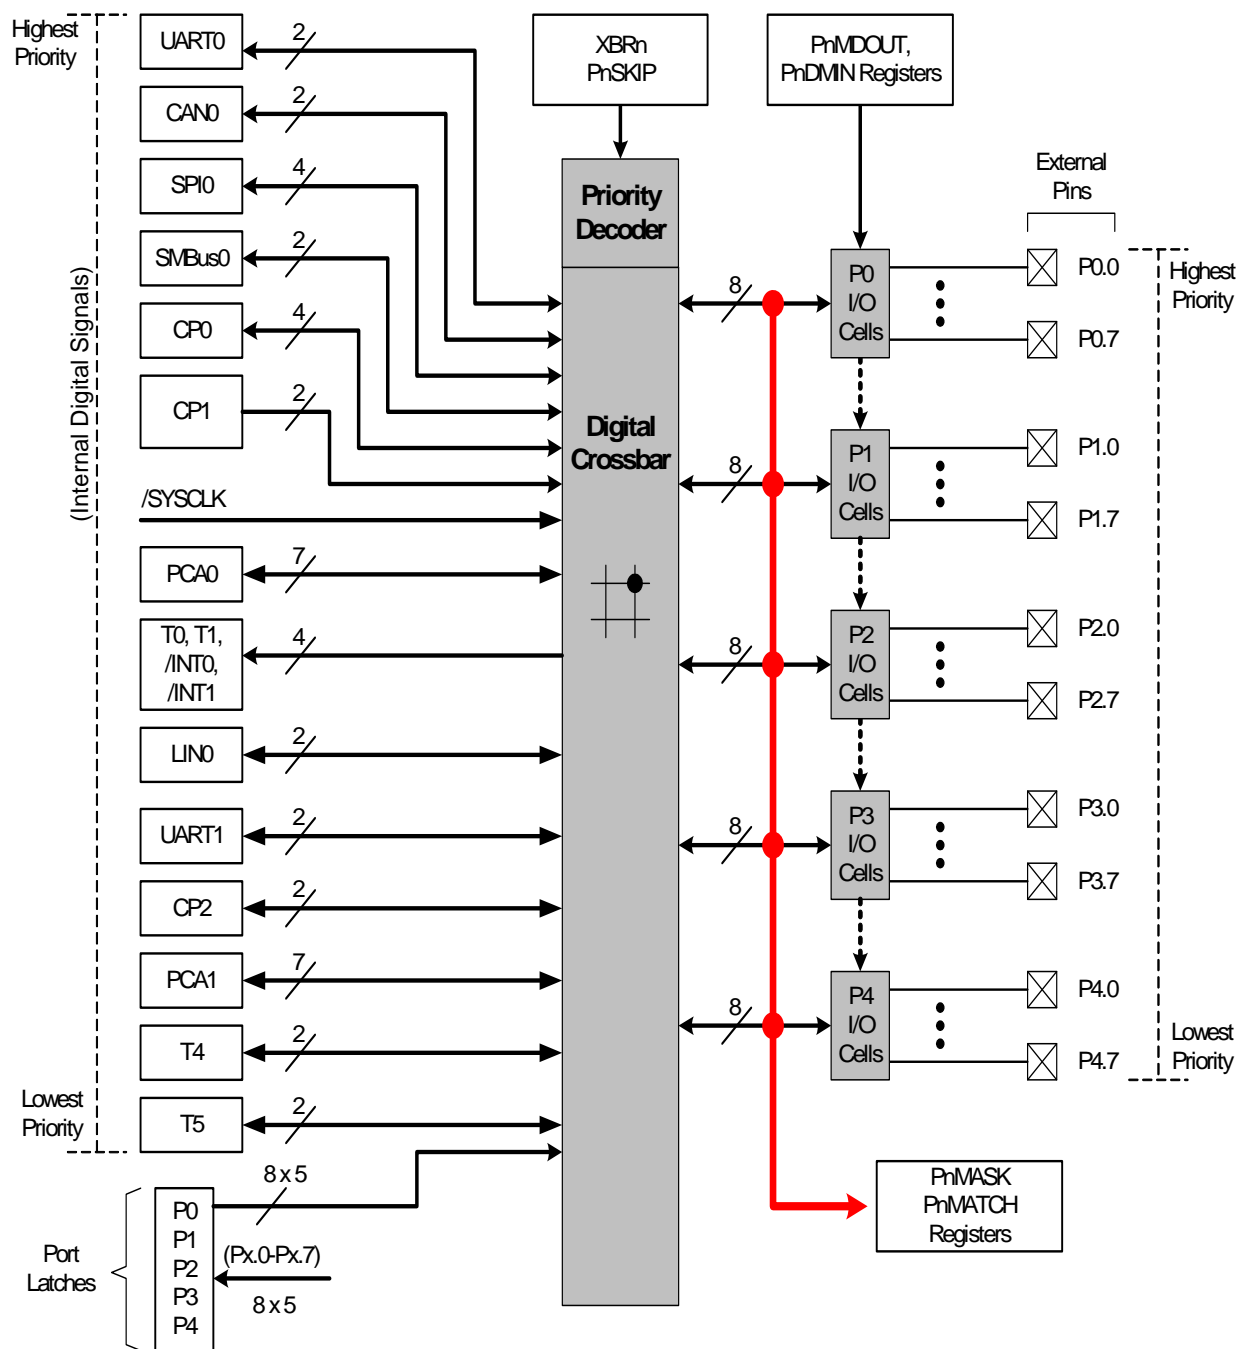 Highest
Priority
(Internal Digital Signals)
Lowest
Priority
UART0
2
CAN0
2
SPI0
4
SMBus0
2
CP0
4
CP1
2
/SYSCLK
PCA0
7
T0, T1,
/INT0,
/INT1
4
LIN0
2
UART1
2
CP2
2
PCA1
7
T4
2
T5
2
Port
Latches
P0
P1
P2
P3
P4
8 x 5
(Px.0-Px.7)
8 x 5
XBRn
PnSKIP
Priority
Decoder
Digital
Crossbar
PnMDOUT,
PnDMIN Registers
External
Pins
8
P0
I/O
Cells
P0.0
P0.7
8
P1
I/O
Cells
P1.0
P1.7
8
P2
I/O
Cells
P2.0
P2.7
8
P3
I/O
Cells
P3.0
P3.7
8
P4
I/O
Cells
P4.0
P4.7
Highest
Priority
Lowest
Priority
PnMASK
PnMATCH
Registers